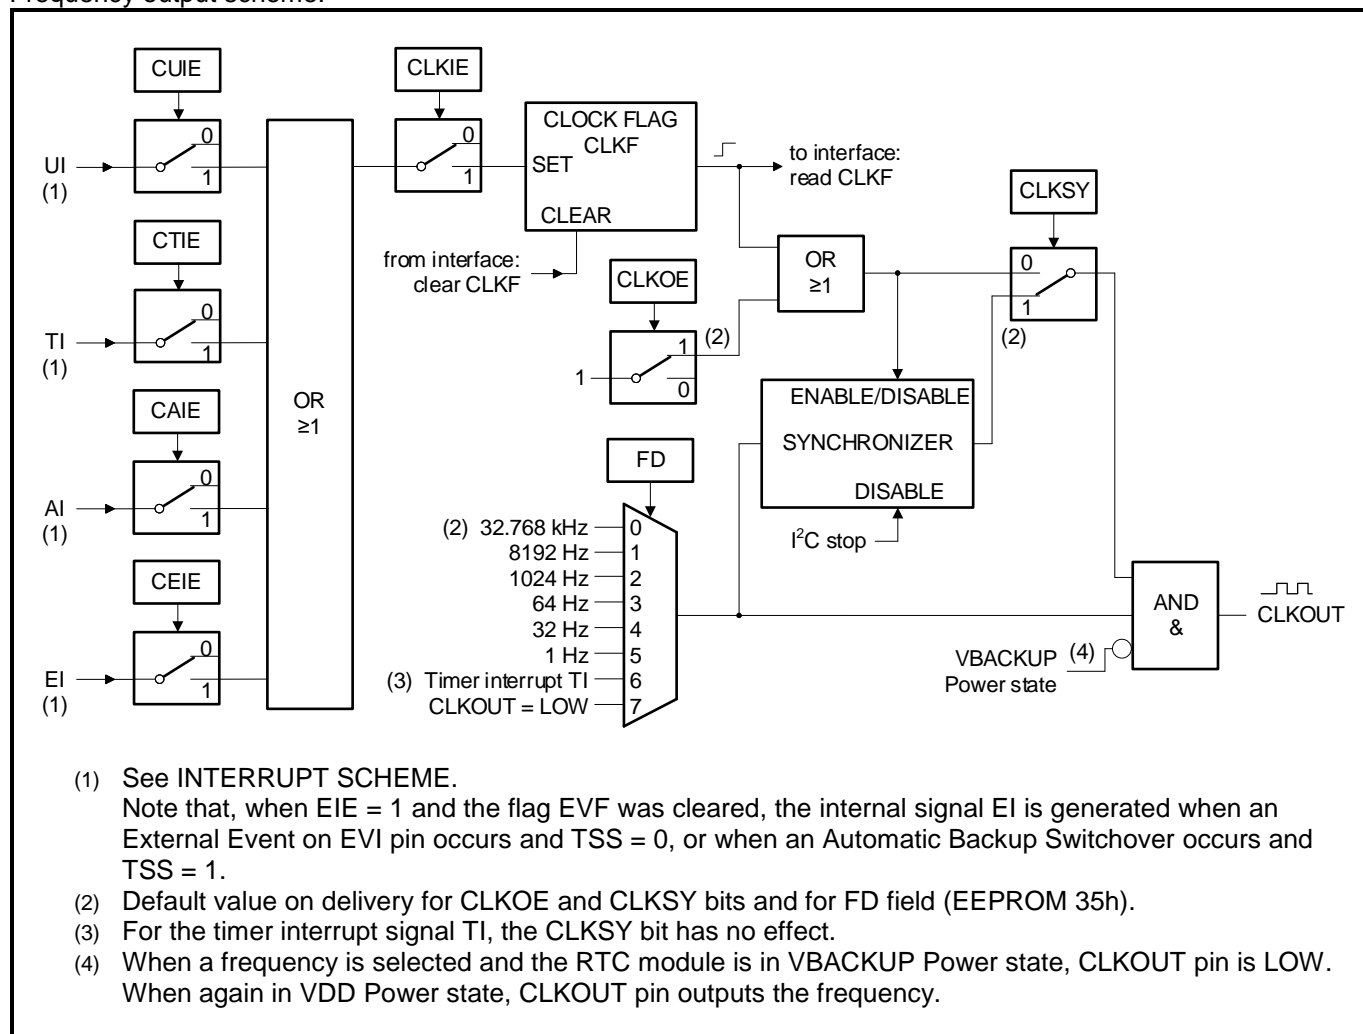 Frequency output scheme:
CUIE
CLKIE
0
1
UI
(1)
0
1
CLOCK FLAG
CLKF
SET
CLEAR
to interface:
read CLKF
CLKSY
CTIE
from interface:
clear CLKF
CLKOE
OR
≥1
0
1
(2)
0
1
TI
(1)
1
1
0
(2)
CAIE
OR
≥1
ENABLE/DISABLE
SYNCHRONIZER
DISABLE
I2C stop
0
1
AI
(1)
FD
(2) 32.768 kHz
0
8192 Hz
1
1024 Hz
2
64 Hz
3
32 Hz
4
1 Hz
5
(3) Timer interrupt TI
6
CLKOUT = LOW
7
CEIE
0
1
EI
(1)
AND
&
CLKOUT
VBACKUP
Power state
(4)
(1) See INTERRUPT SCHEME.
Note that, when EIE = 1 and the flag EVF was cleared, the internal signal EI is generated when an
External Event on EVI pin occurs and TSS = 0, or when an Automatic Backup Switchover occurs and
TSS = 1.
(2) Default value on delivery for CLKOE and CLKSY bits and for FD field (EEPROM 35h).
(3) For the timer interrupt signal TI, the CLKSY bit has no effect.
(4) When a frequency is selected and the RTC module is in VBACKUP Power state, CLKOUT pin is LOW.
When again in VDD Power state, CLKOUT pin outputs the frequency.